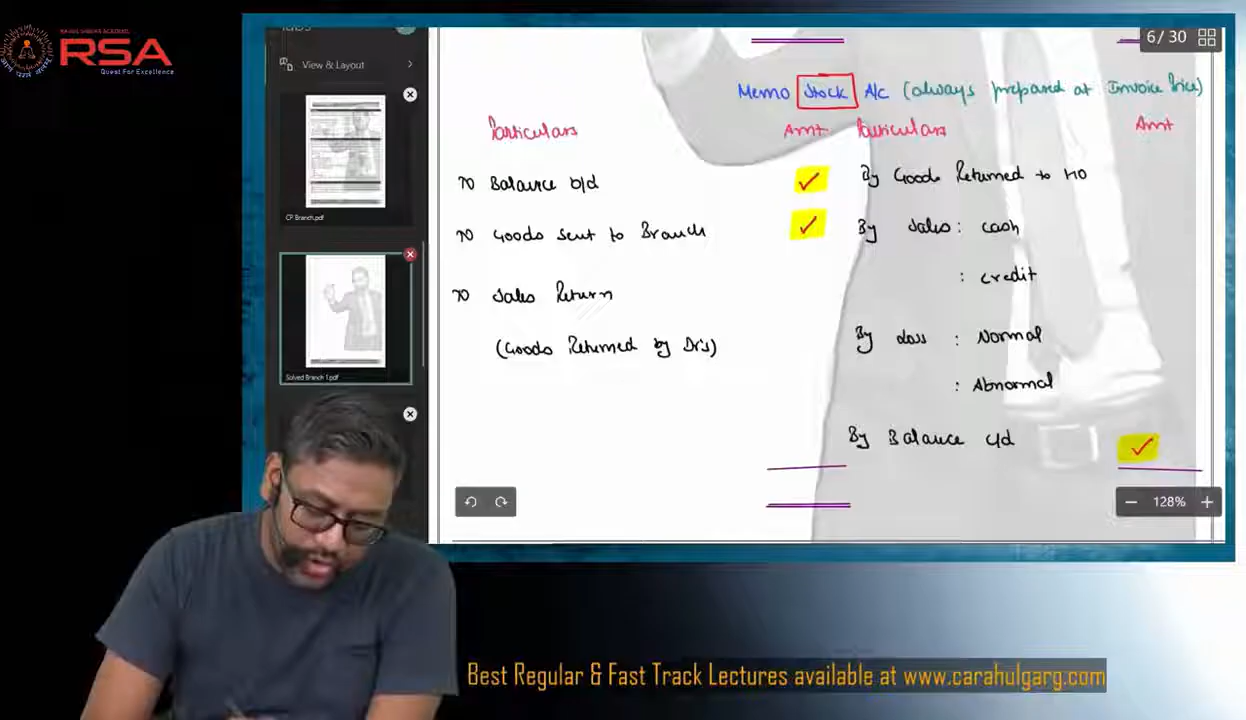 RAHUL GARG'S ACADEMY
RSA
Quest For Excellence
View & Layout
6 / 30
Memo Stock A/c (always prepared at Invoice Price)
Particulars Amt Particulars Amt
To Balance b/d ✓ By Goods Returned to HO
To Goods Sent to Branch ✓ By Sales : cash
: credit
To Sales Return
(Goods Returned by Dr's) By Loss : Normal
: Abnormal
By Balance c/d ✓
CP Branch.pdf
Solved Branch 1.pdf
128%
Best Regular & Fast Track Lectures available at www.carahulgarg.com